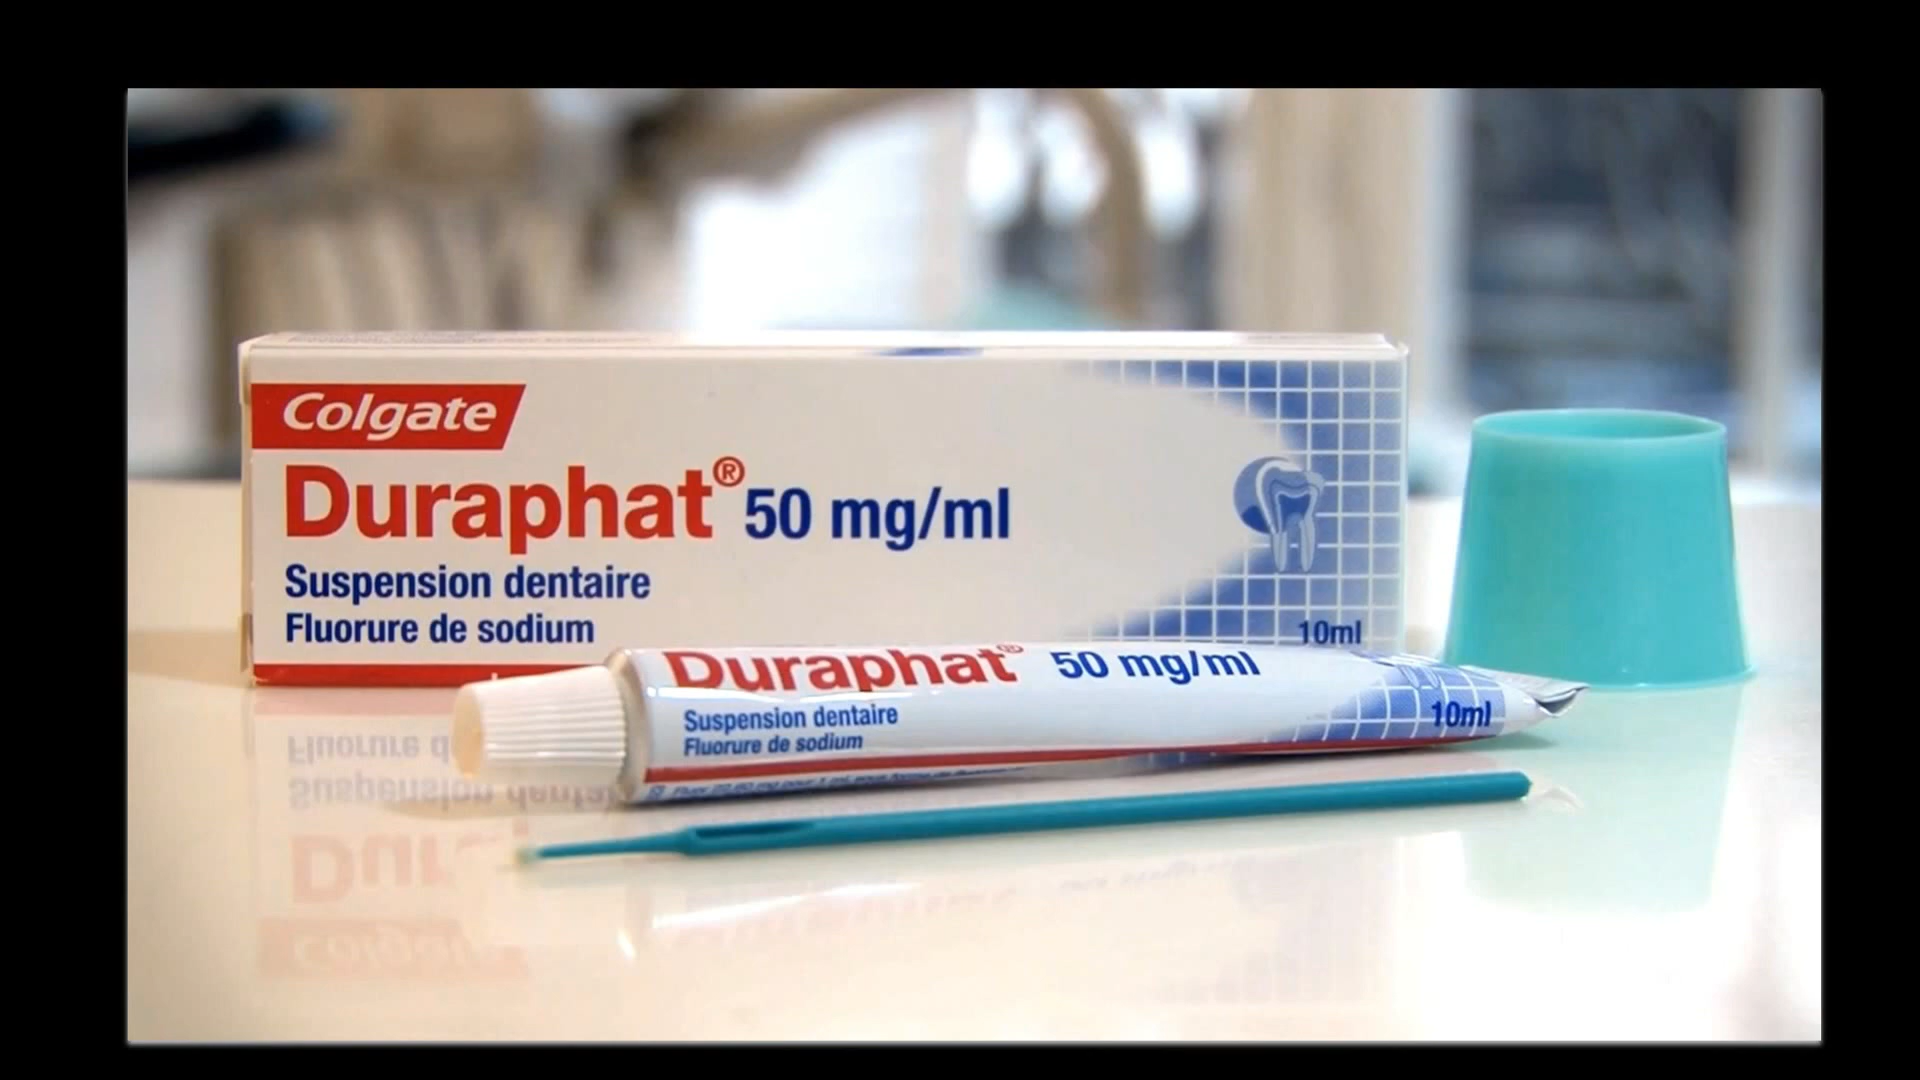 Colgate
Duraphat® 50 mg/ml
Suspension dentaire
Fluorure de sodium
10ml
Duraphat® 50 mg/ml
Suspension dentaire
Fluorure de sodium
10ml